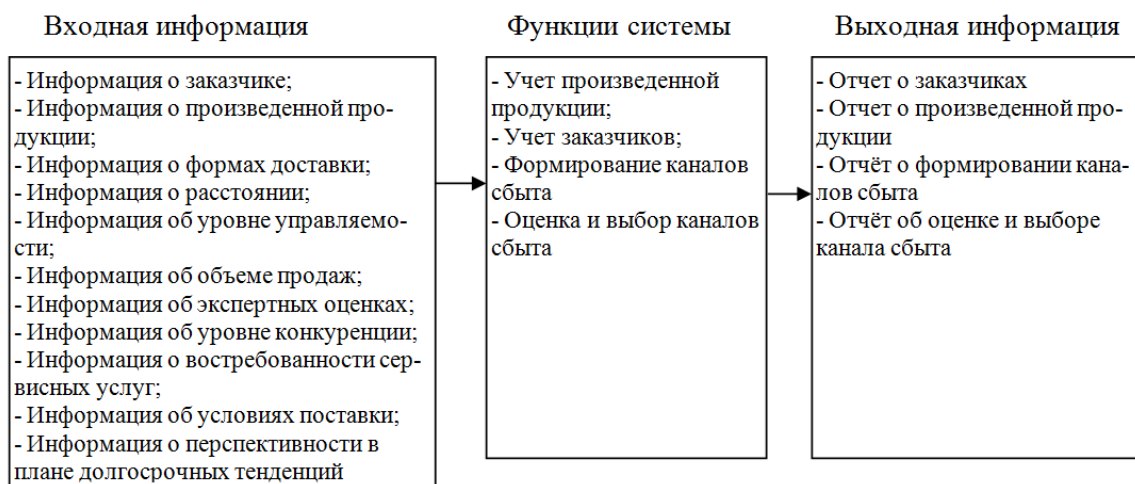 Входная информация
- Информация о заказчике;
- Информация о произведенной про-
дукции;
- Информация о формах доставки;
- Информация о расстоянии;
- Информация об уровне управляемо-
сти;
- Информация об объеме продаж;
- Информация об экспертных оценках;
- Информация об уровне конкуренции;
- Информация о востребованности сер-
висных услуг;
- Информация об условиях поставки;
- Информация о перспективности в
плане долгосрочных тенденций
Функции системы
- Учет произведенной
продукции;
- Учет заказчиков;
- Формирование каналов
сбыта
- Оценка и выбор каналов
сбыта
Выходная информация
- Отчет о заказчиках
- Отчет о произведенной про-
дукции
- Отчёт о формировании кана-
лов сбыта
- Отчёт об оценке и выборе
канала сбыта